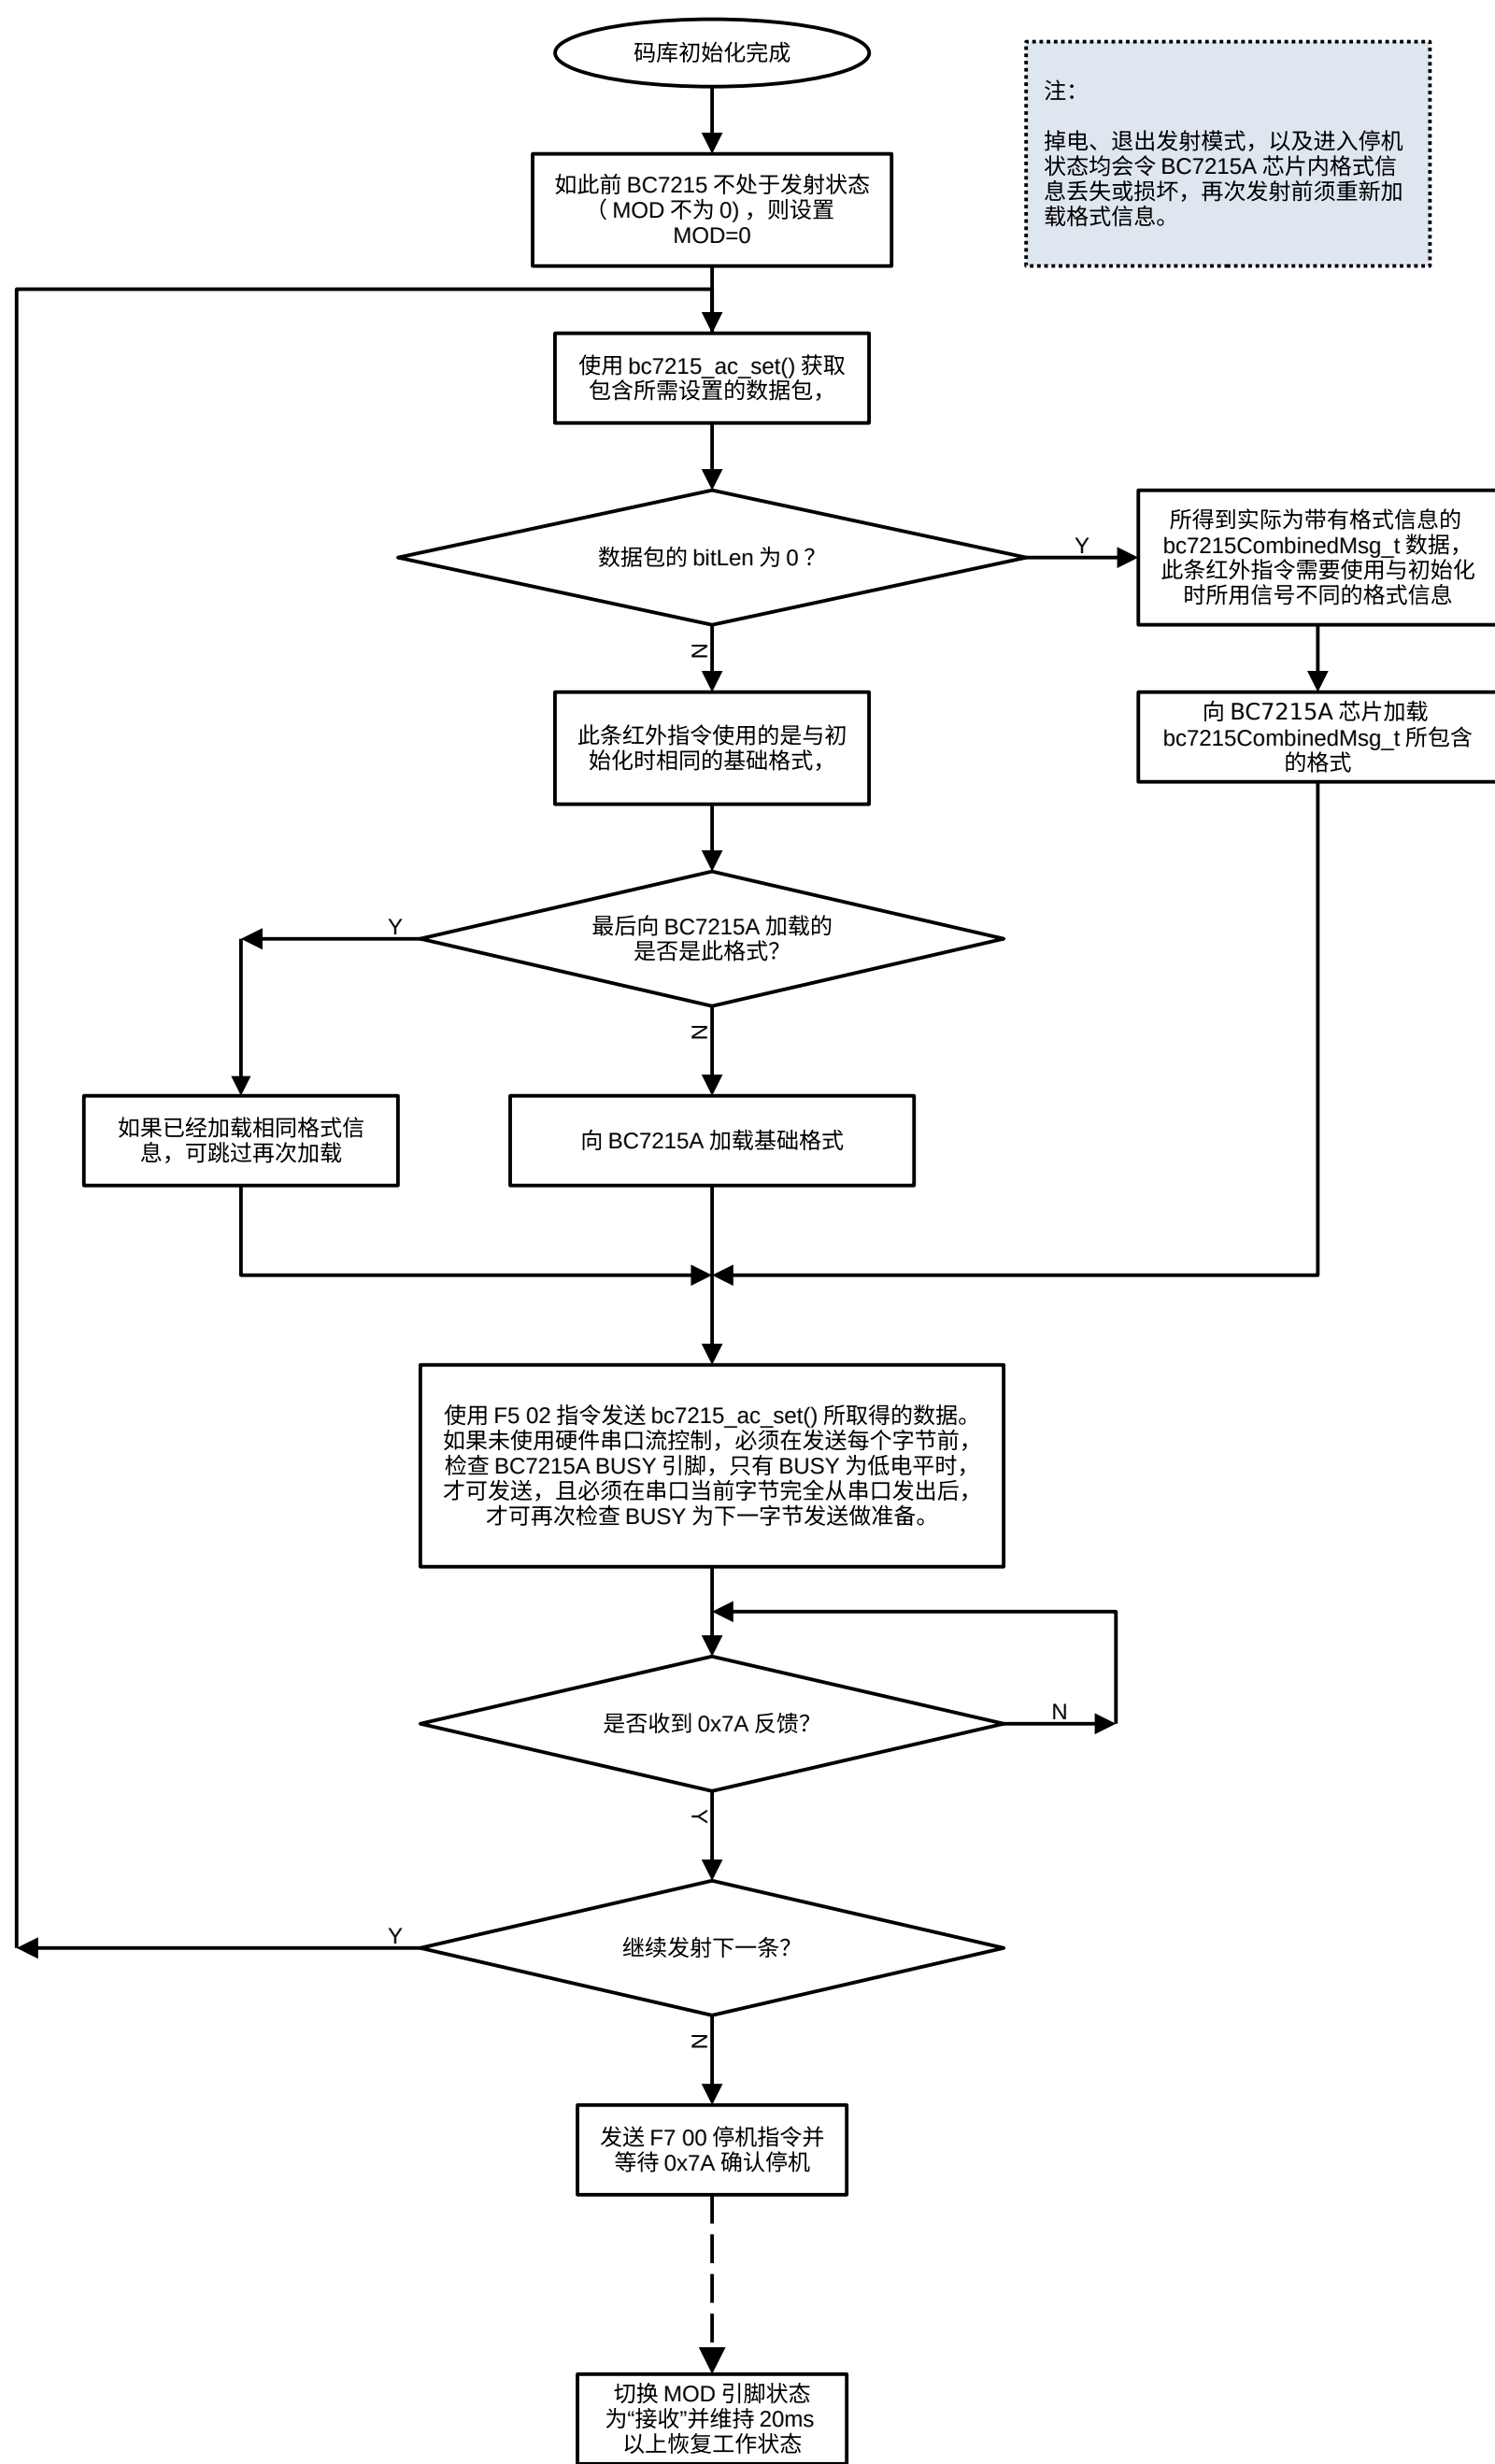 码库初始化完成
注：
掉电、退出发射模式，以及进入停机
状态均会令 BC7215A 芯片内格式信
息丢失或损坏，再次发射前须重新加
载格式信息。
如此前 BC7215 不处于发射状态
（ MOD 不为 0) ，则设置
MOD=0
使用 bc7215_ac_set() 获取
包含所需设置的数据包，
数据包的 bitLen 为 0 ？
Y
所得到实际为带有格式信息的
bc7215CombinedMsg_t 数据，
此条红外指令需要使用与初始化
时所用信号不同的格式信息
N
向 BC7215A 芯片加载
bc7215CombinedMsg_t 所包含
的格式
此条红外指令使用的是与初
始化时相同的基础格式，
最后向 BC7215A 加载的
是否是此格式？
Y
N
如果已经加载相同格式信
息，可跳过再次加载
向 BC7215A 加载基础格式
使用 F5 02 指令发送 bc7215_ac_set() 所取得的数据。
如果未使用硬件串口流控制，必须在发送每个字节前，
检查 BC7215A BUSY 引脚，只有 BUSY 为低电平时，
才可发送，且必须在串口当前字节完全从串口发出后，
才可再次检查 BUSY 为下一字节发送做准备。
是否收到 0x7A 反馈？
N
Y
继续发射下一条？
Y
N
发送 F7 00 停机指令并
等待 0x7A 确认停机
切换 MOD 引脚状态
为“接收”并维持 20ms
以上恢复工作状态